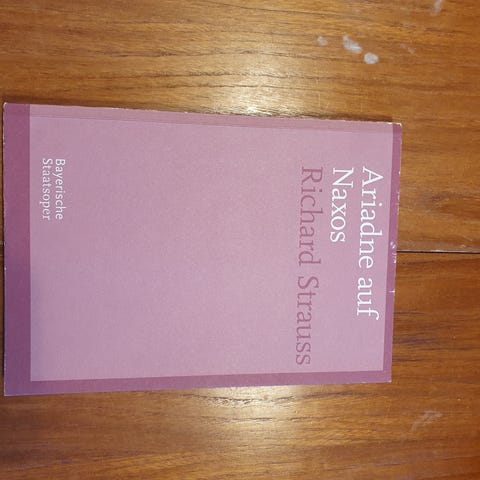 Ariadne auf
Naxos
Richard Strauss
Bayerische
Staatsoper